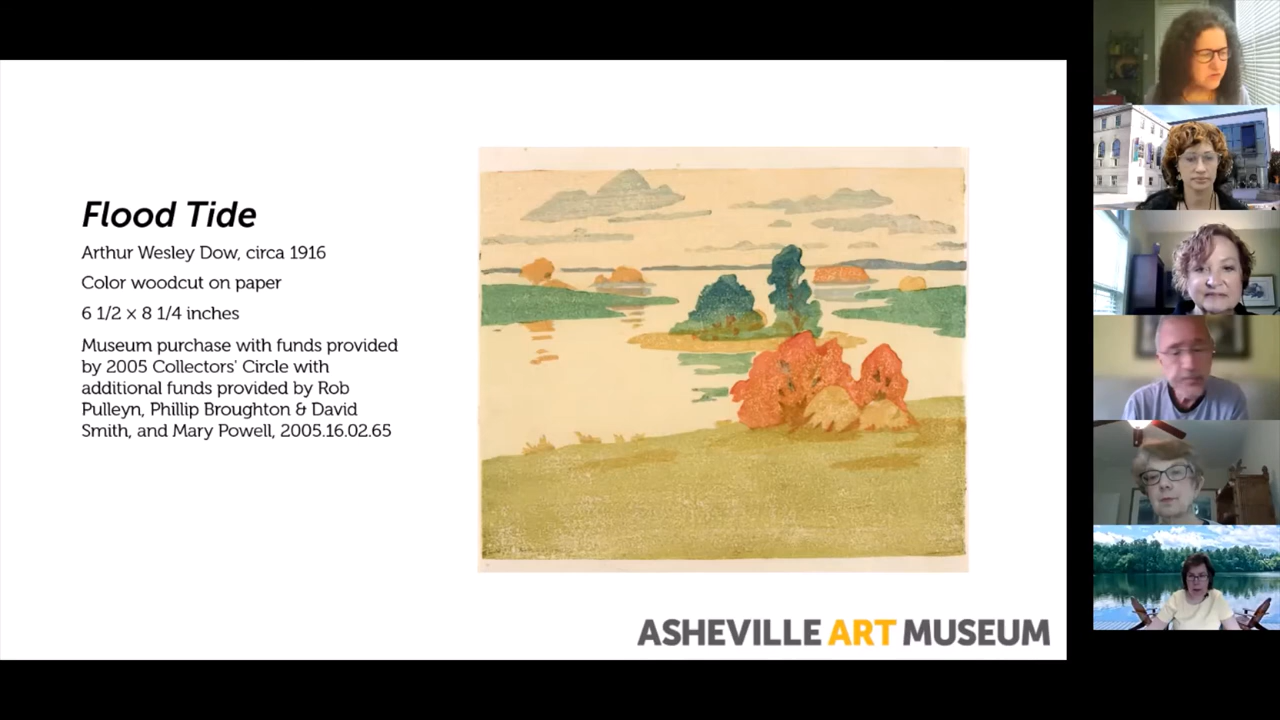 Flood Tide
Arthur Wesley Dow, circa 1916
Color woodcut on paper
6 1/2 × 8 1/4 inches
Museum purchase with funds provided
by 2005 Collectors' Circle with
additional funds provided by Rob
Pulleyn, Phillip Broughton & David
Smith, and Mary Powell, 2005.16.02.65
ASHEVILLE ART MUSEUM